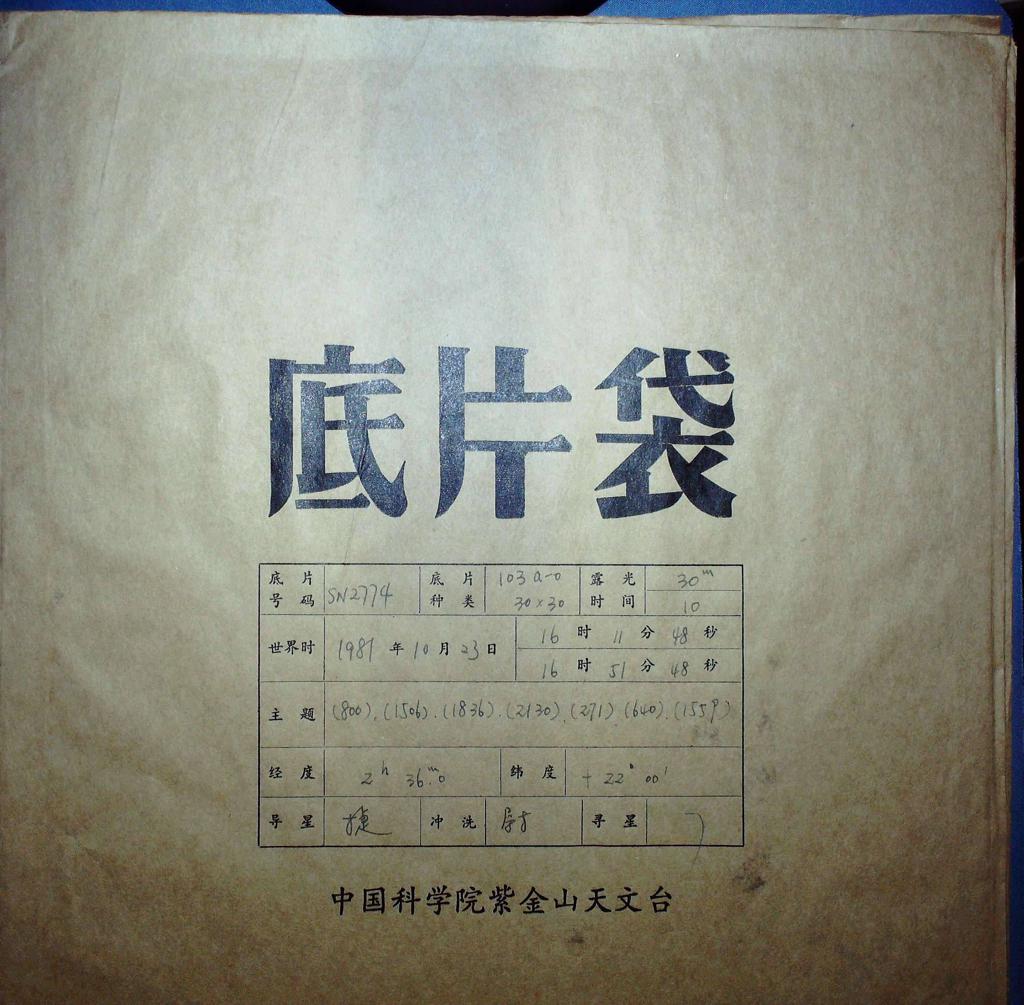 底片袋
底片号码 SN2774 底片种类 103a-0 30×30 露光时间 30ᵐ 10
世界时 1981年10月23日 16时11分48秒
16时51分48秒
主题 (800).(1506).(1836).(2130).(271).(640).(1559)
经度 2ʰ 36ᵐ.0 纬度 +22° 00′
导星 捷 冲洗 寻星
中国科学院紫金山天文台